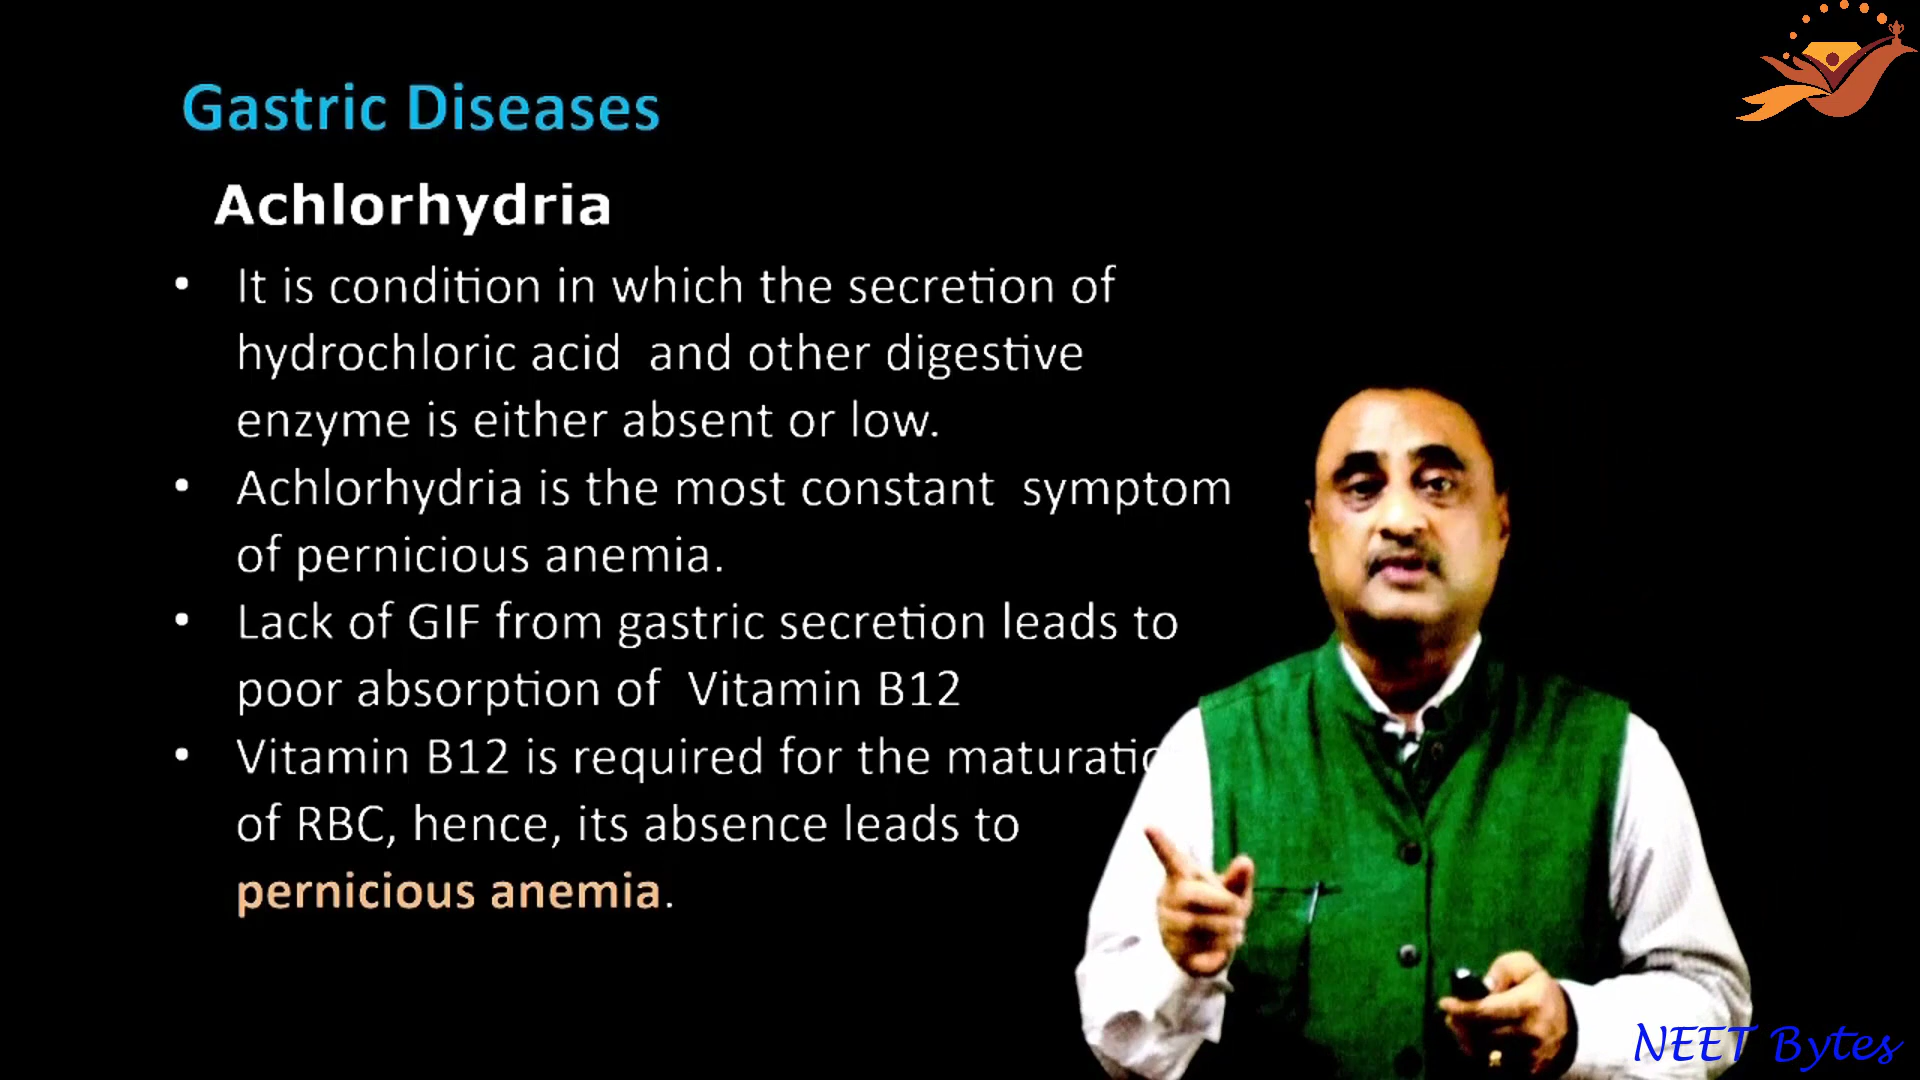 Gastric Diseases
Achlorhydria
• It is condition in which the secretion of
hydrochloric acid and other digestive
enzyme is either absent or low.
• Achlorhydria is the most constant symptom
of pernicious anemia.
• Lack of GIF from gastric secretion leads to
poor absorption of Vitamin B12
• Vitamin B12 is required for the maturatio
of RBC, hence, its absence leads to
pernicious anemia.
NEET Bytes